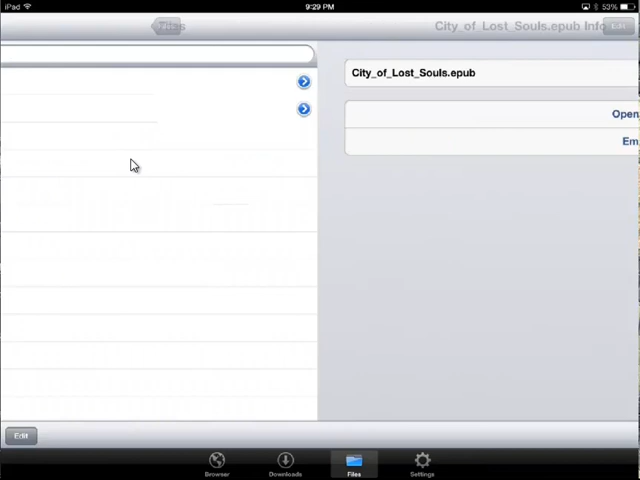 iPad 9:29 PM 53%
Files City_of_Lost_Souls.epub Info Edit
City_of_Lost_Souls.epub
Open
Em
Edit
Browser Downloads Files Settings